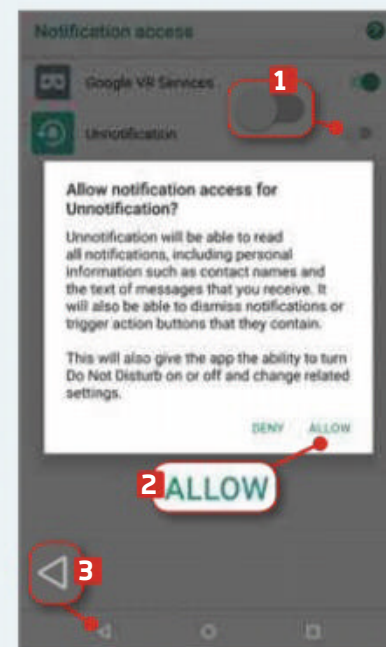 Notification access
Google VR Services
1
Unnotification
Allow notification access for
Unnotification?
Unnotification will be able to read
all notifications, including personal
information such as contact names and
the text of messages that you receive. It
will also be able to dismiss notifications or
trigger action buttons that they contain.
This will also give the app the ability to turn
Do Not Disturb on or off and change related
settings.
DENY ALLOW
2 ALLOW
3